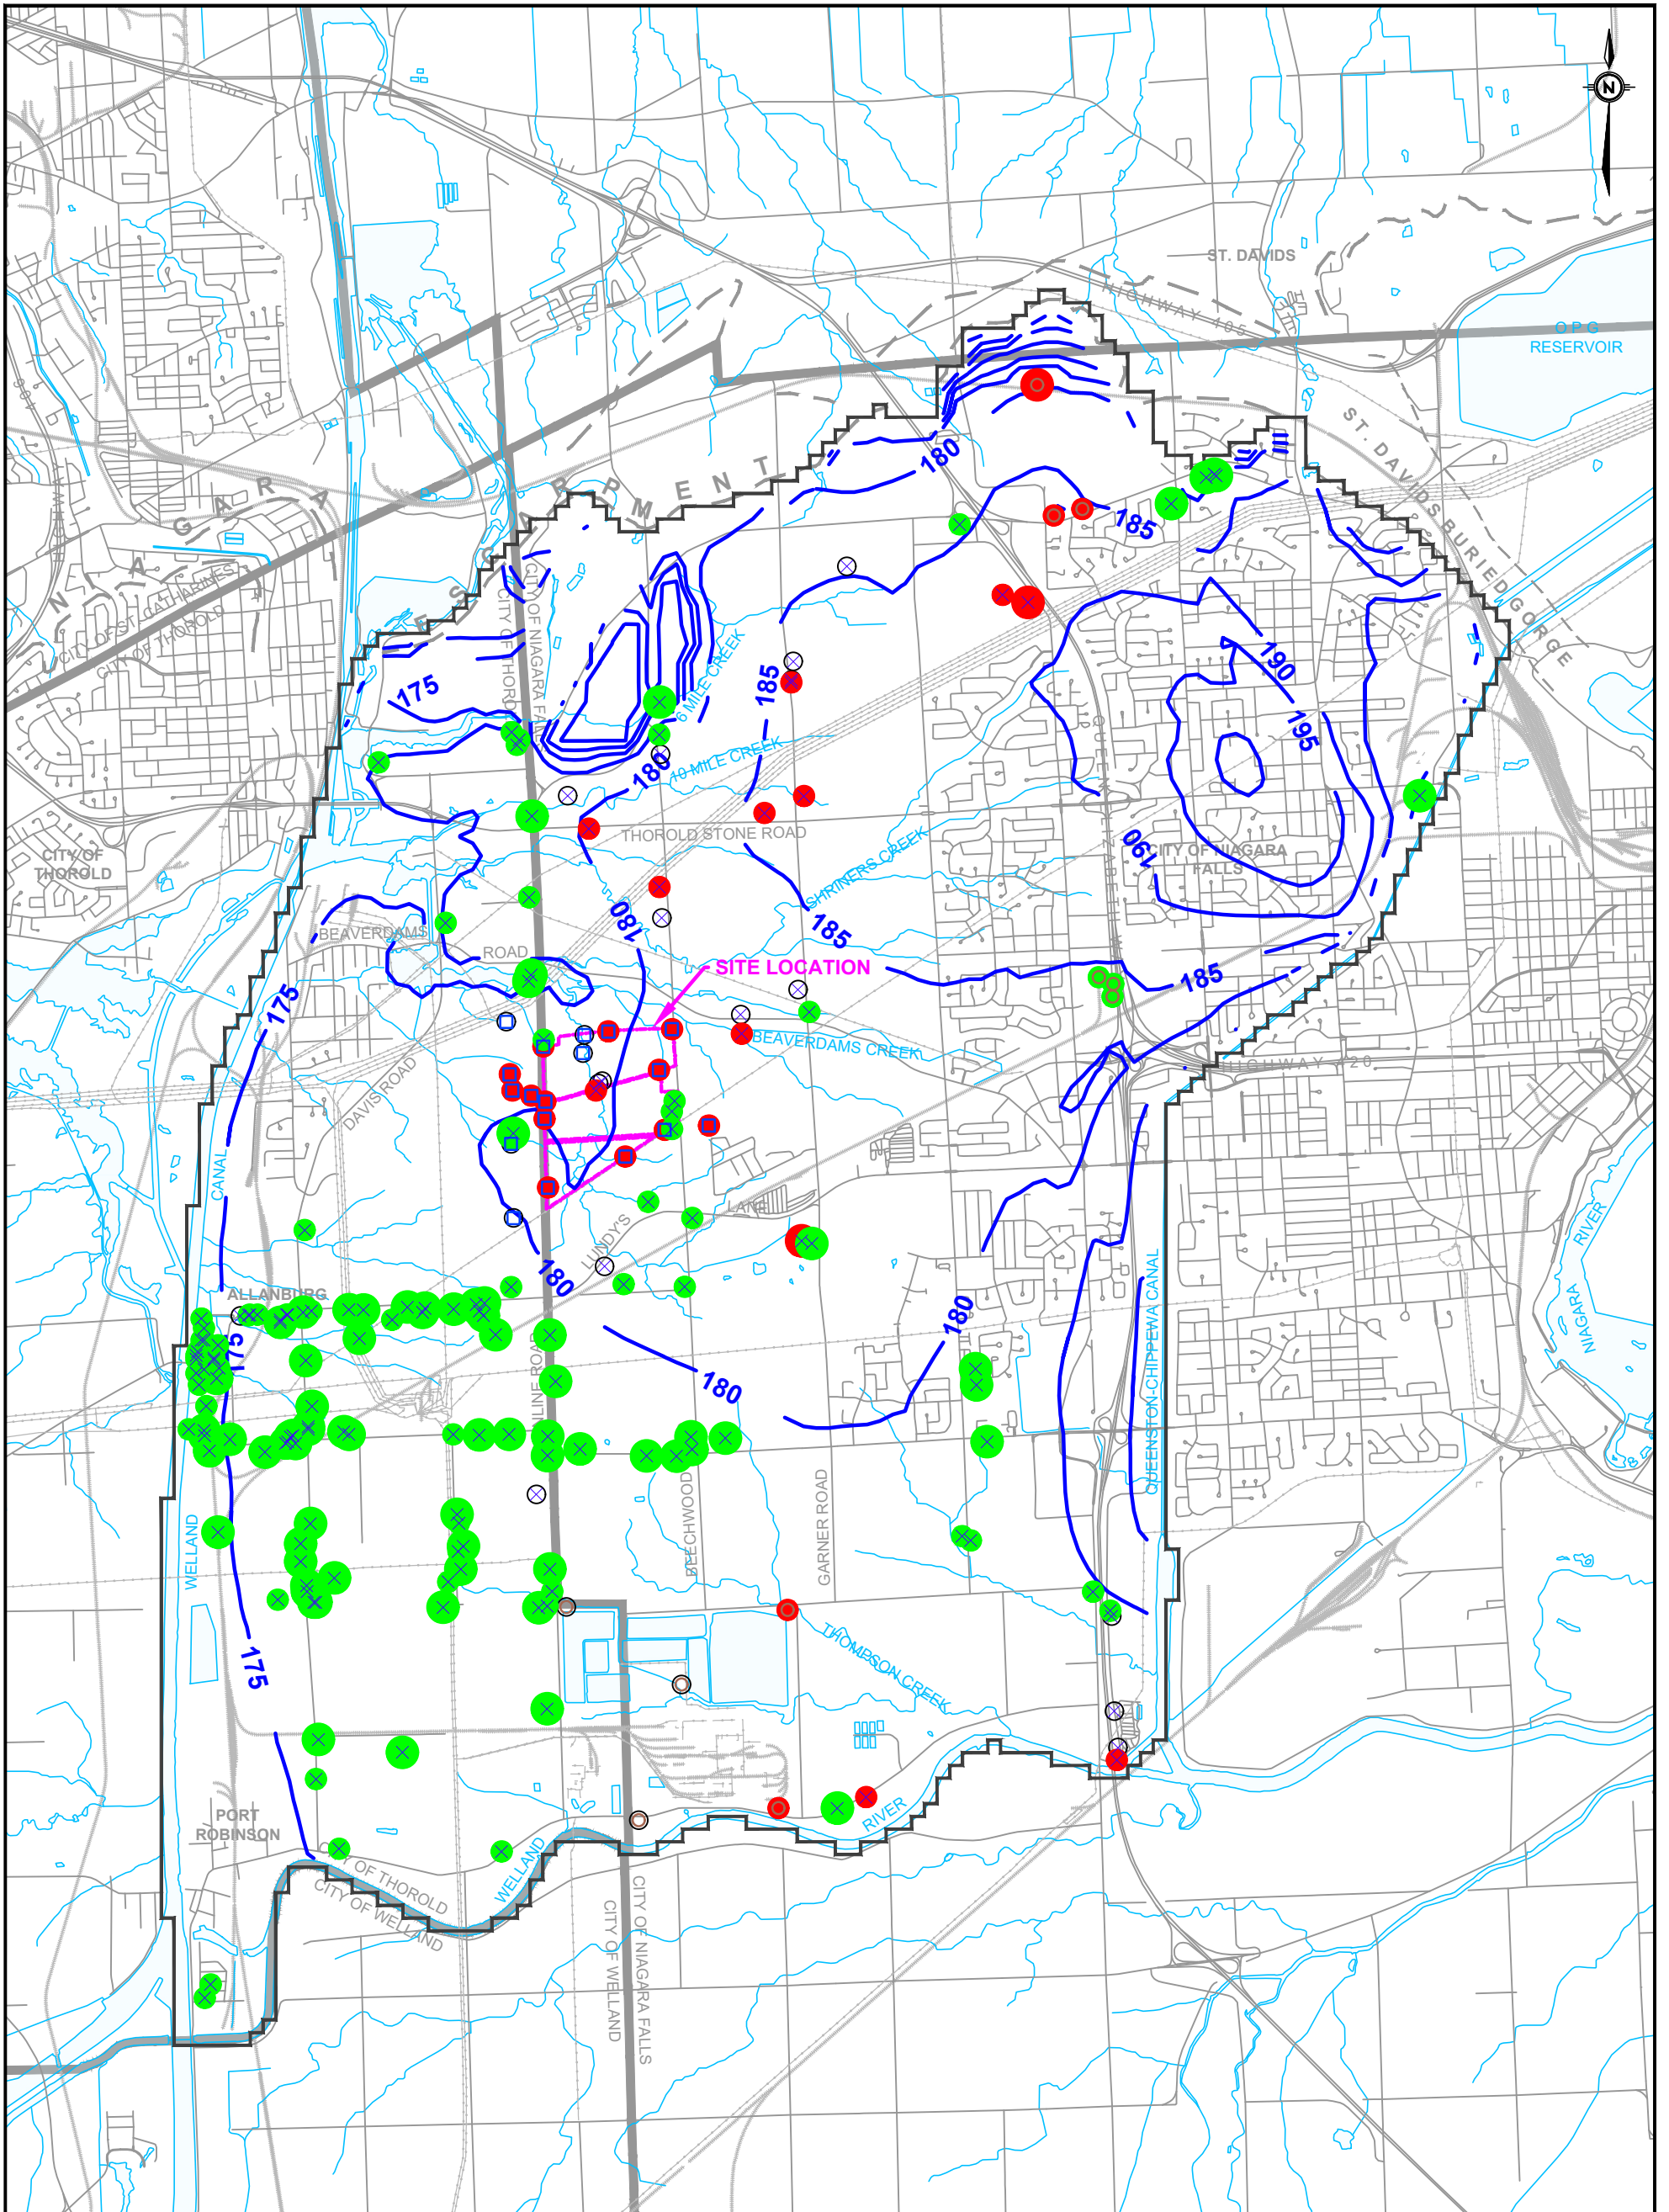 N
ST. DAVIDS
HIGHWAY 405
O P G
RESERVOIR
NIAGARA
ESCARPMENT
ST. DAVIDS BURIED GORGE
180
185
CITY OF ST. CATHARINES
CITY OF THOROLD
CITY OF NIAGARA FALLS
CITY OF THOROLD
175
6 MILE CREEK
185
190
195
180
10 MILE CREEK
THOROLD STONE ROAD
QUEEN ELIZABETH WAY
CITY OF
THOROLD
190
CITY OF NIAGARA
FALLS
SHRINERS CREEK
180
185
BEAVERDAMS
ROAD
SITE LOCATION
185
175
BEAVERDAMS CREEK
HIGHWAY 420
DAVIS ROAD
CANAL
LANE
LUNDY'S
RIVER
NIAGARA
180
ALLANBURG
175
180
180
QUEENSTON-CHIPPEWA CANAL
BEECHWOOD
GARNER ROAD
WELLAND
175
THOMPSON CREEK
PORT
ROBINSON
RIVER
WELLAND
CITY OF THOROLD
CITY OF WELLAND
CITY OF NIAGARA FALLS
CITY OF WELLAND